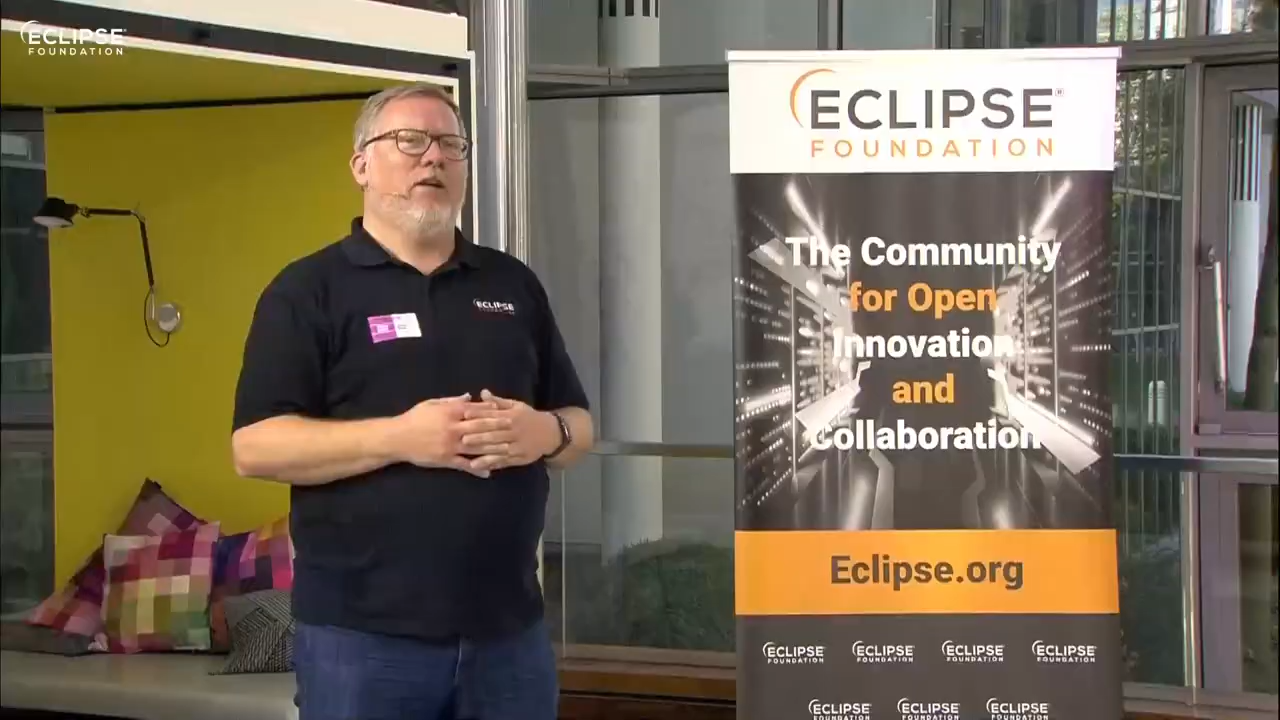 ECLIPSE
FOUNDATION
ECLIPSE®
FOUNDATION
The Community
for Open
Innovation
and
Collaboration
Eclipse.org
ECLIPSE
FOUNDATION
ECLIPSE
FOUNDATION
ECLIPSE
FOUNDATION
ECLIPSE
FOUNDATION
ECLIPSE
FOUNDATION
ECLIPSE
FOUNDATION
ECLIPSE
FOUNDATION
ECLIPSE
FOUNDATION